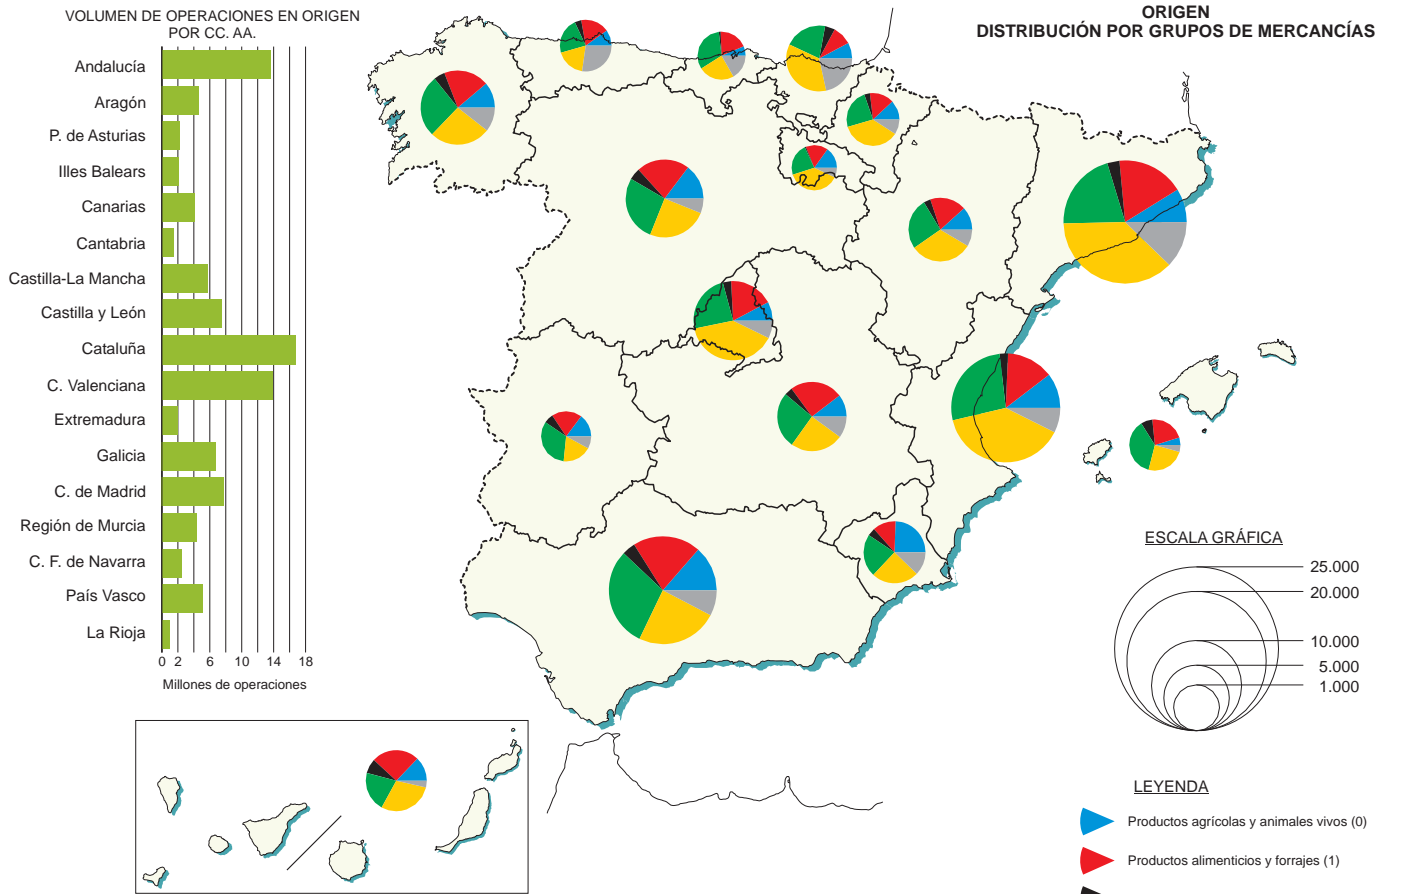 VOLUMEN DE OPERACIONES EN ORIGEN
POR CC. AA.
Andalucía
Aragón
P. de Asturias
Illes Balears
Canarias
Cantabria
Castilla-La Mancha
Castilla y León
Cataluña
C. Valenciana
Extremadura
Galicia
C. de Madrid
Región de Murcia
C. F. de Navarra
País Vasco
La Rioja
0 2 6 10 14 18
Millones de operaciones
ORIGEN
DISTRIBUCIÓN POR GRUPOS DE MERCANCÍAS
ESCALA GRÁFICA
25.000
20.000
10.000
5.000
1.000
LEYENDA
Productos agrícolas y animales vivos (0)
Productos alimenticios y forrajes (1)